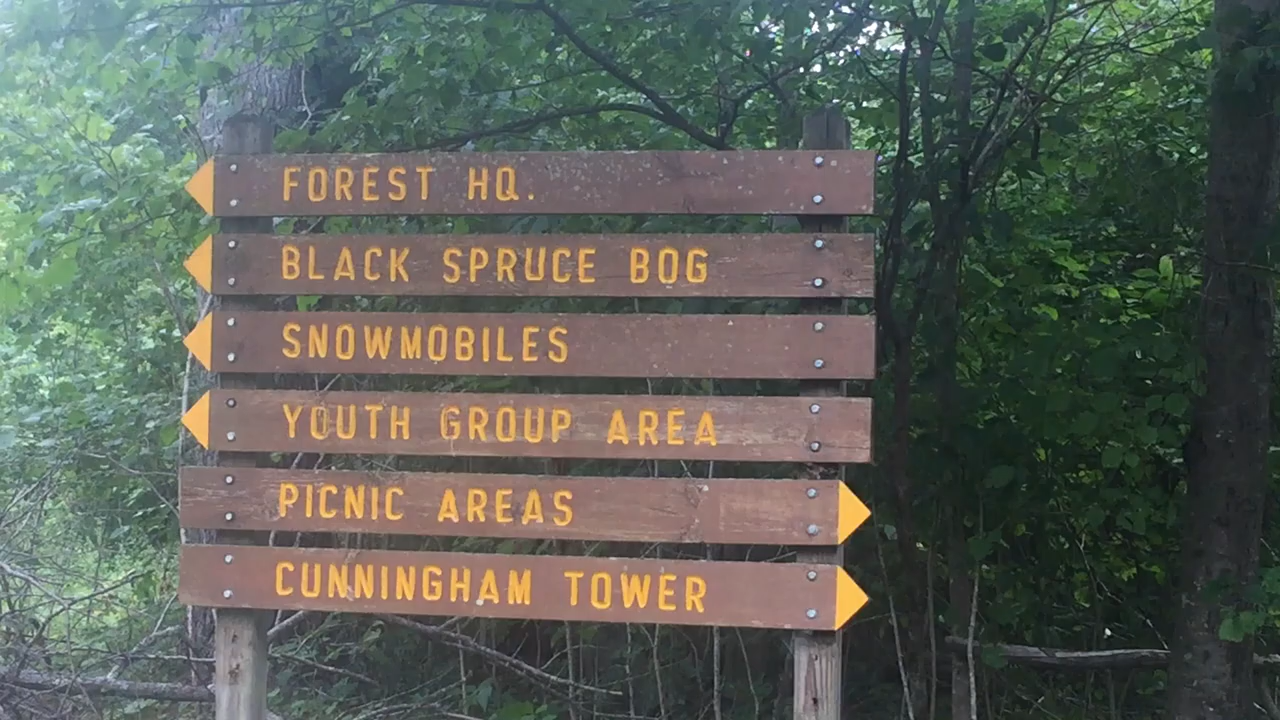 FOREST HQ.
BLACK SPRUCE BOG
SNOWMOBILES
YOUTH GROUP AREA
PICNIC AREAS
CUNNINGHAM TOWER